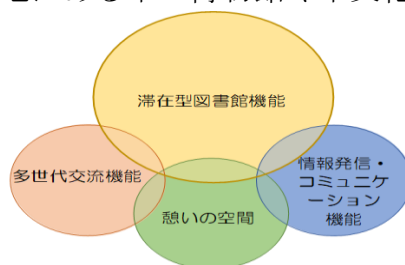 滞在型図書館機能
多世代交流機能
情報発信・
コミュニケ
ーション
機能
憩いの空間